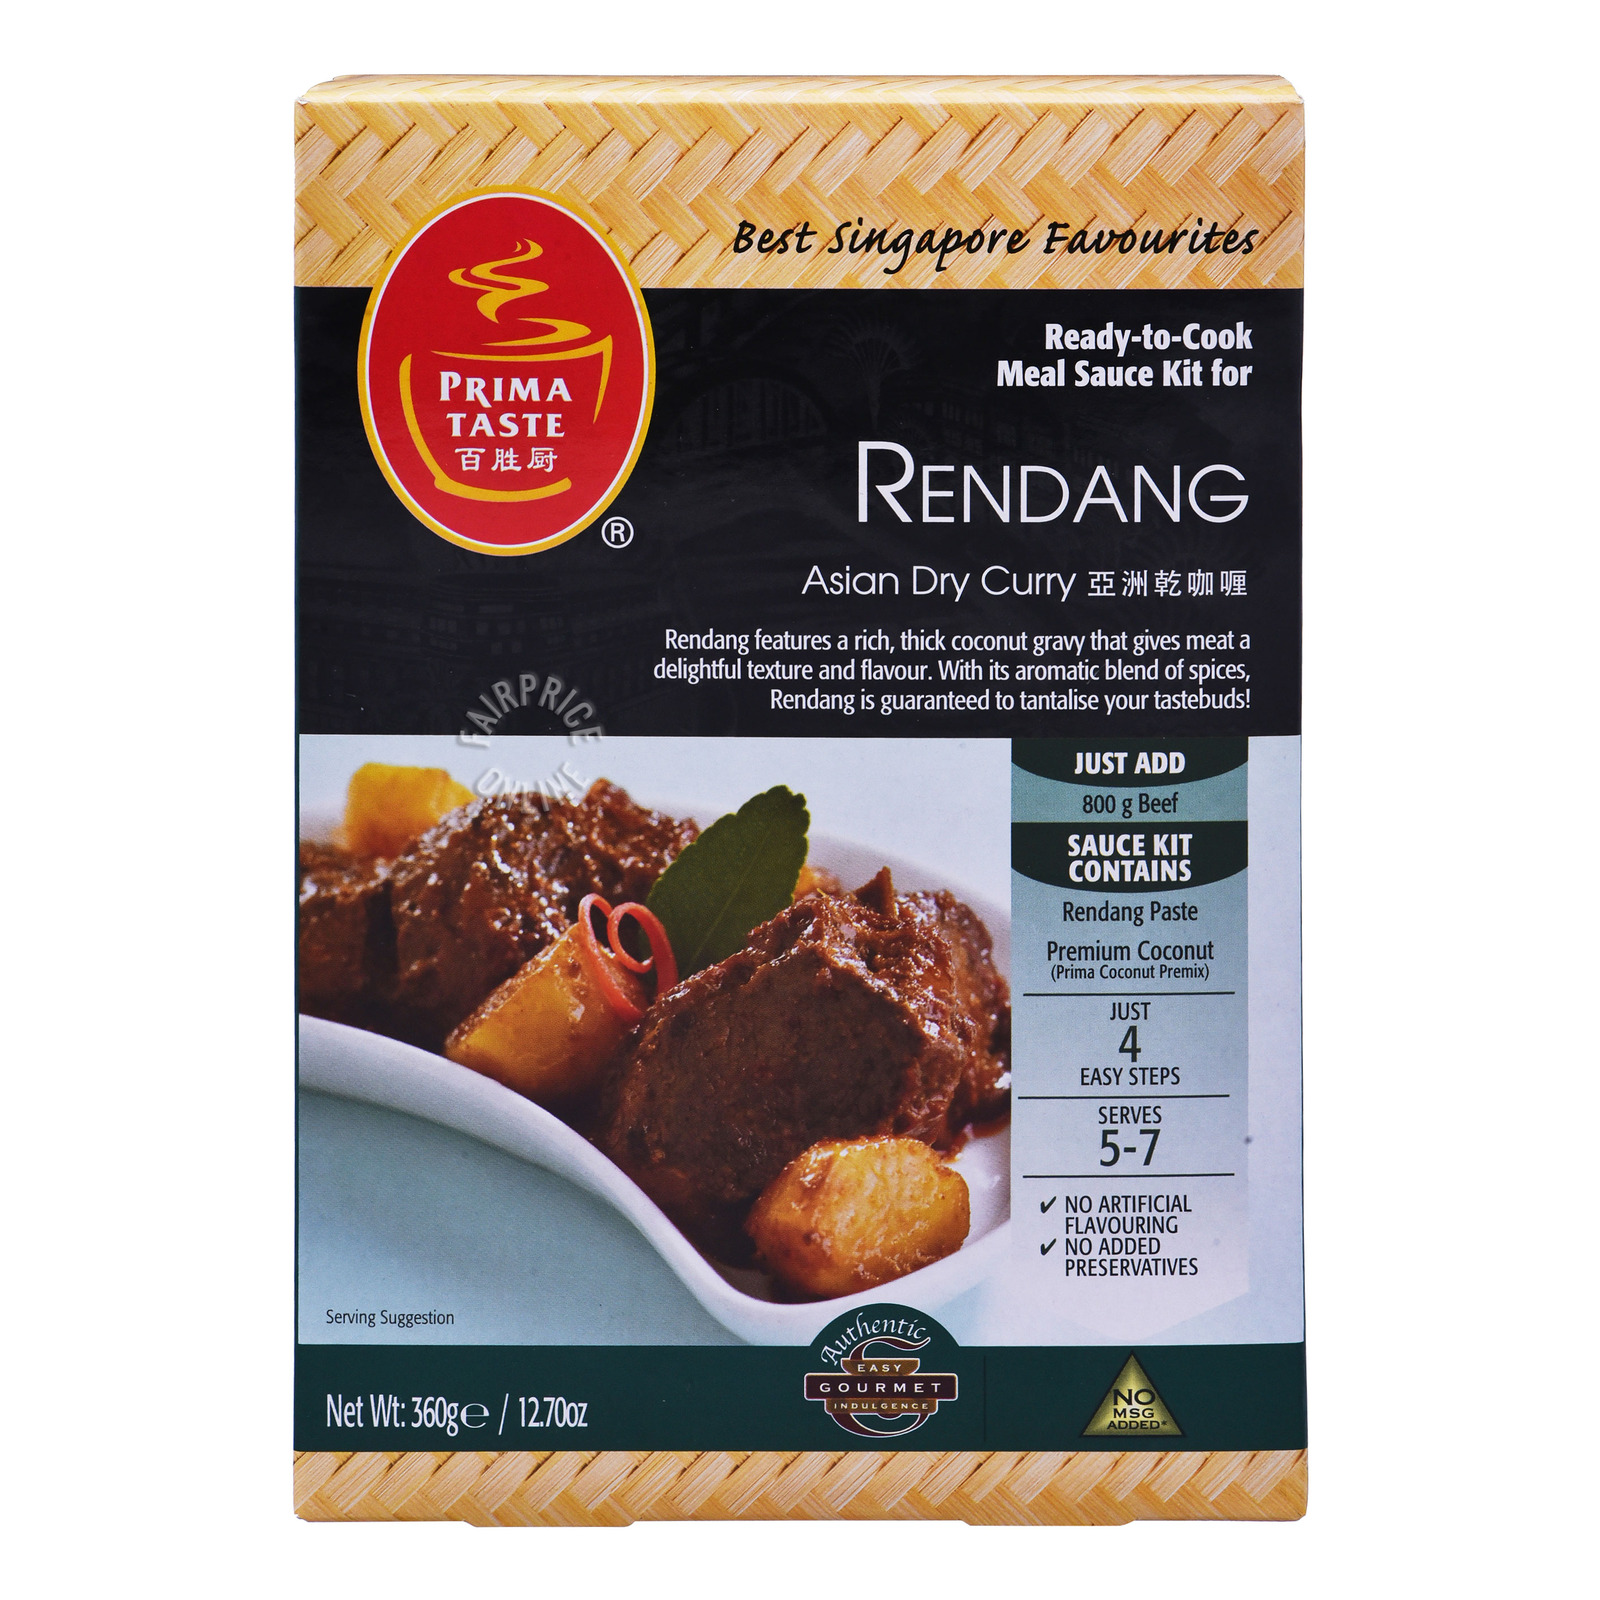 Best Singapore Favourites
PRIMA
TASTE
百胜厨
®
Ready-to-Cook
Meal Sauce Kit for
RENDANG
Asian Dry Curry 亞洲乾咖喱
Rendang features a rich, thick coconut gravy that gives meat a
delightful texture and flavour. With its aromatic blend of spices,
Rendang is guaranteed to tantalise your tastebuds!
FAIRPRICE
ONLINE
JUST ADD
800 g Beef
SAUCE KIT
CONTAINS
Rendang Paste
Premium Coconut
(Prima Coconut Premix)
JUST
4
EASY STEPS
SERVES
5-7
✔ NO ARTIFICIAL
FLAVOURING
✔ NO ADDED
PRESERVATIVES
Serving Suggestion
Net Wt: 360g℮ / 12.70oz
Authentic
EASY
GOURMET
INDULGENCE
NO
MSG
ADDED*